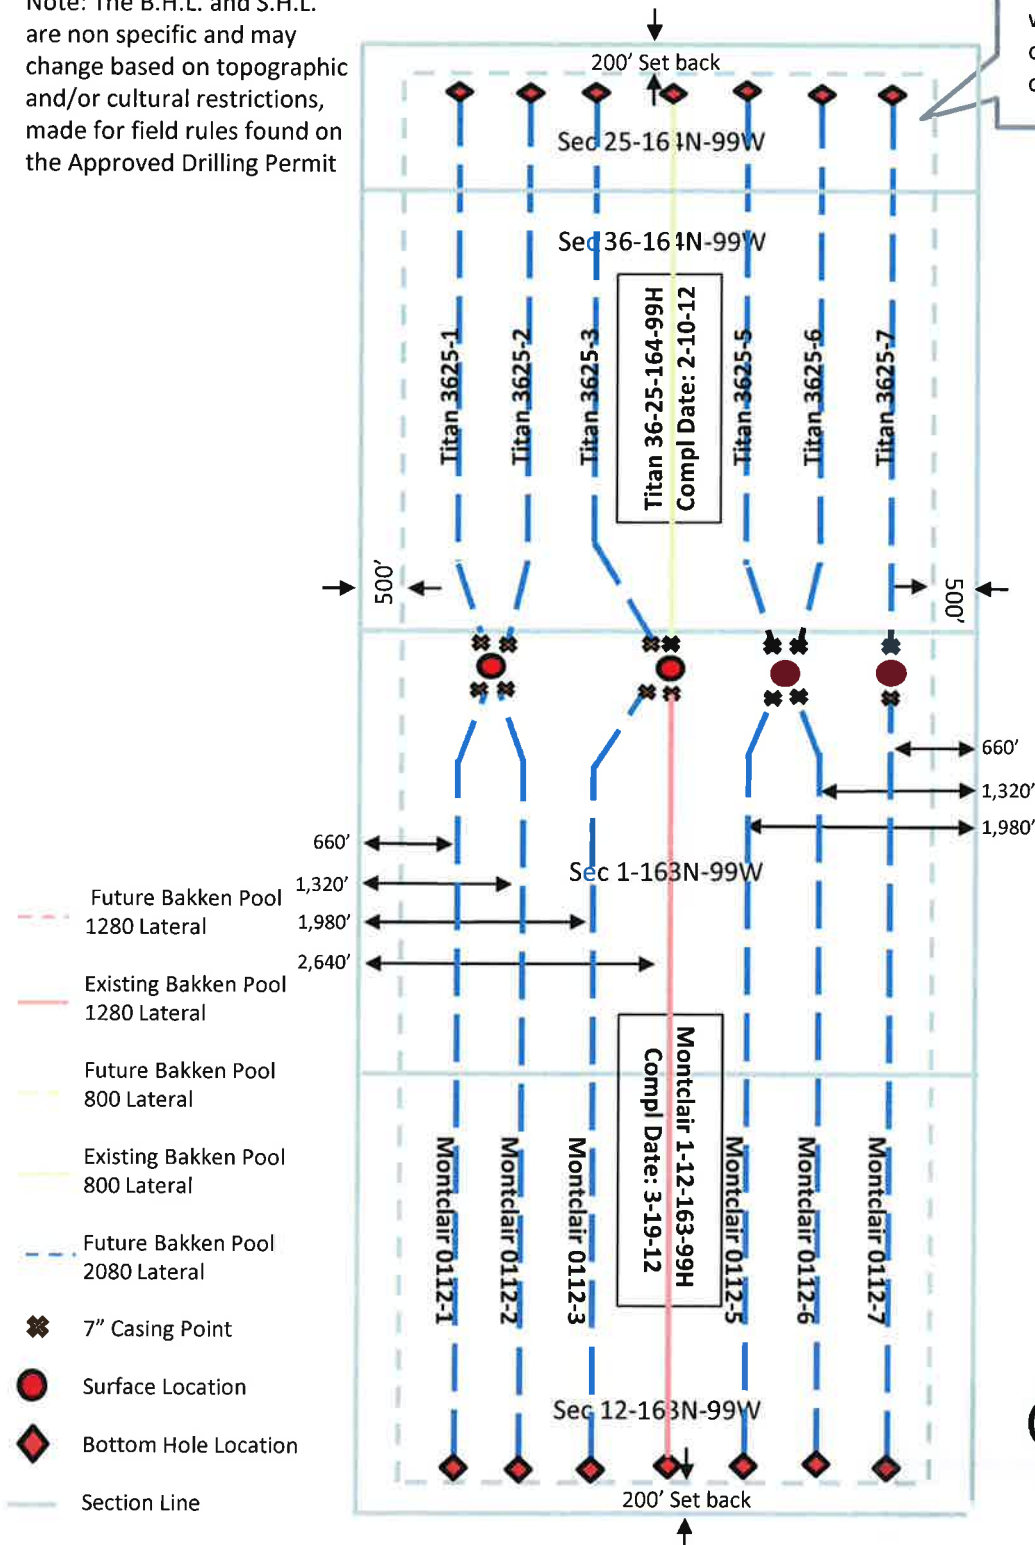 Note: The B.H.L. and S.H.L.
are non specific and may
change based on topographic
and/or cultural restrictions,
made for field rules found on
the Approved Drilling Permit
200' Set back
Sec 25-164N-99W
Sec 36-164N-99W
Titan 3625-1
Titan 3625-2
Titan 3625-3
Titan 36-25-164-99H
Compl Date: 2-10-12
Titan 3625-5
Titan 3625-6
Titan 3625-7
500'
500'
660'
1,320'
1,980'
660'
1,320'
1,980'
2,640'
Sec 1-163N-99W
Montclair 1-12-163-99H
Compl Date: 3-19-12
Montclair 0112-1
Montclair 0112-2
Montclair 0112-3
Montclair 0112-5
Montclair 0112-6
Montclair 0112-7
Sec 12-163N-99W
200' Set back
Future Bakken Pool
1280 Lateral
Existing Bakken Pool
1280 Lateral
Future Bakken Pool
800 Lateral
Existing Bakken Pool
800 Lateral
Future Bakken Pool
2080 Lateral
7" Casing Point
Surface Location
Bottom Hole Location
Section Line